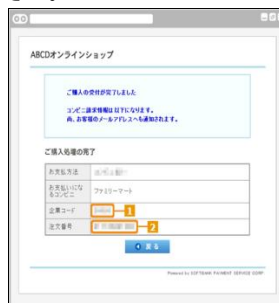 ABCDオンラインショップ
ご購入の受付が完了しました
コンビニ請求情報は以下になります。
尚、お客様のメールアドレスへも通知されます。
ご購入処理の完了
お支払方法
お支払いにな
るコンビニ
ファミリーマート
企業コード
1
注文番号
2
戻る
Powered by SOFTBANK PAYMENT SERVICE CORP.